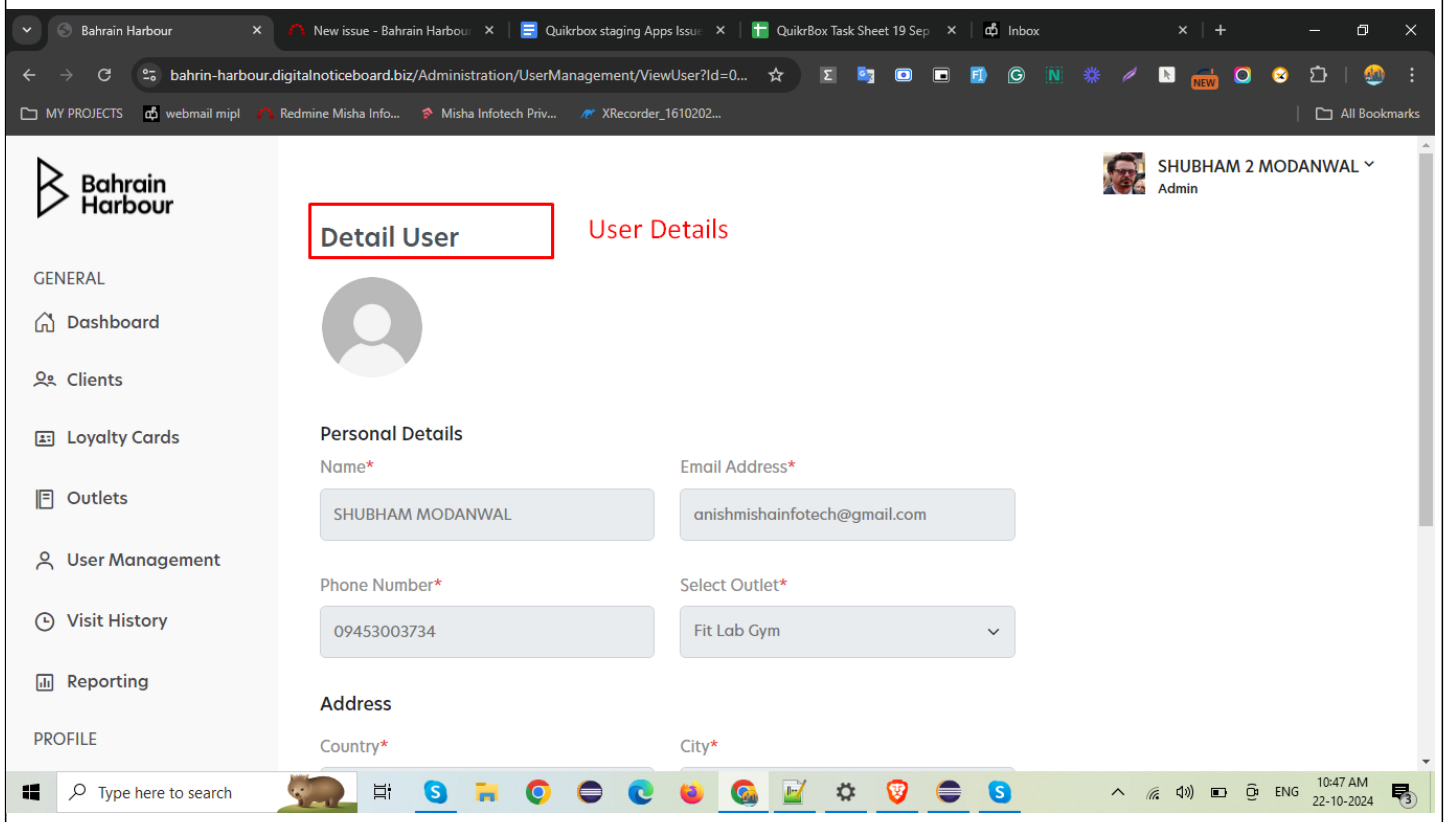 Bahrain Harbour
New issue - Bahrain Harbour
Quikrbox staging Apps Issue
QuikrBox Task Sheet 19 Sep
Inbox
bahrin-harbour.digitalnoticeboard.biz/Administration/UserManagement/ViewUser?Id=0...
NEW
MY PROJECTS
webmail mipl
Redmine Misha Info...
Misha Infotech Priv...
XRecorder_1610202...
All Bookmarks
Bahrain
Harbour
SHUBHAM 2 MODANWAL
Admin
Detail User
User Details
GENERAL
Dashboard
Clients
Loyalty Cards
Outlets
User Management
Visit History
Reporting
PROFILE
Personal Details
Name*
Email Address*
SHUBHAM MODANWAL
anishmishainfotech@gmail.com
Phone Number*
Select Outlet*
09453003734
Fit Lab Gym
Address
Country*
City*
Type here to search
ENG
10:47 AM
22-10-2024
3